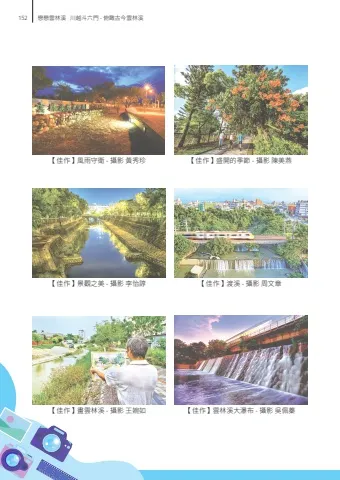 152 戀戀雲林溪 川越斗六門 - 俯瞰古今雲林溪
【佳作】風雨守衛 - 攝影 黃秀珍
【佳作】盛開的季節 - 攝影 陳美燕
【佳作】景觀之美 - 攝影 李怡諄
【佳作】渡溪 - 攝影 周文章
【佳作】畫雲林溪 - 攝影 王婉如
【佳作】雲林溪大瀑布 - 攝影 吳佩蓁